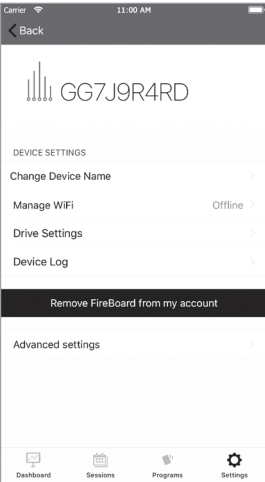 Carrier 11:00 AM
Back
GG7J9R4RD
DEVICE SETTINGS
Change Device Name
Manage WiFi Offline
Drive Settings
Device Log
Remove FireBoard from my account
Advanced settings
Dashboard Sessions Programs Settings